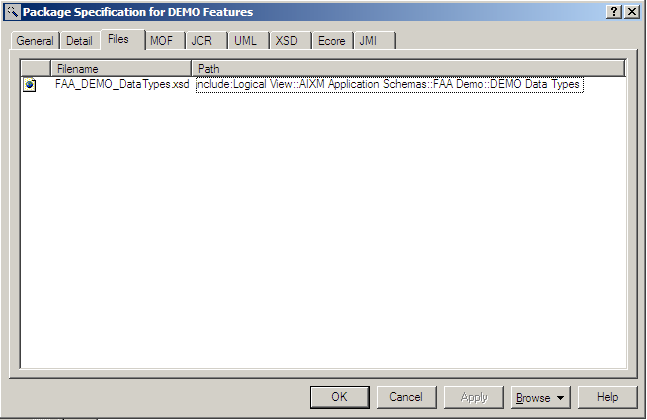 Package Specification for DEMO Features
General Detail Files MOF JCR UML XSD Ecore JMI
Filename Path
FAA_DEMO_DataTypes.xsd nclude:Logical View::AIXM Application Schemas::FAA Demo::DEMO Data Types
OK Cancel Apply Browse Help